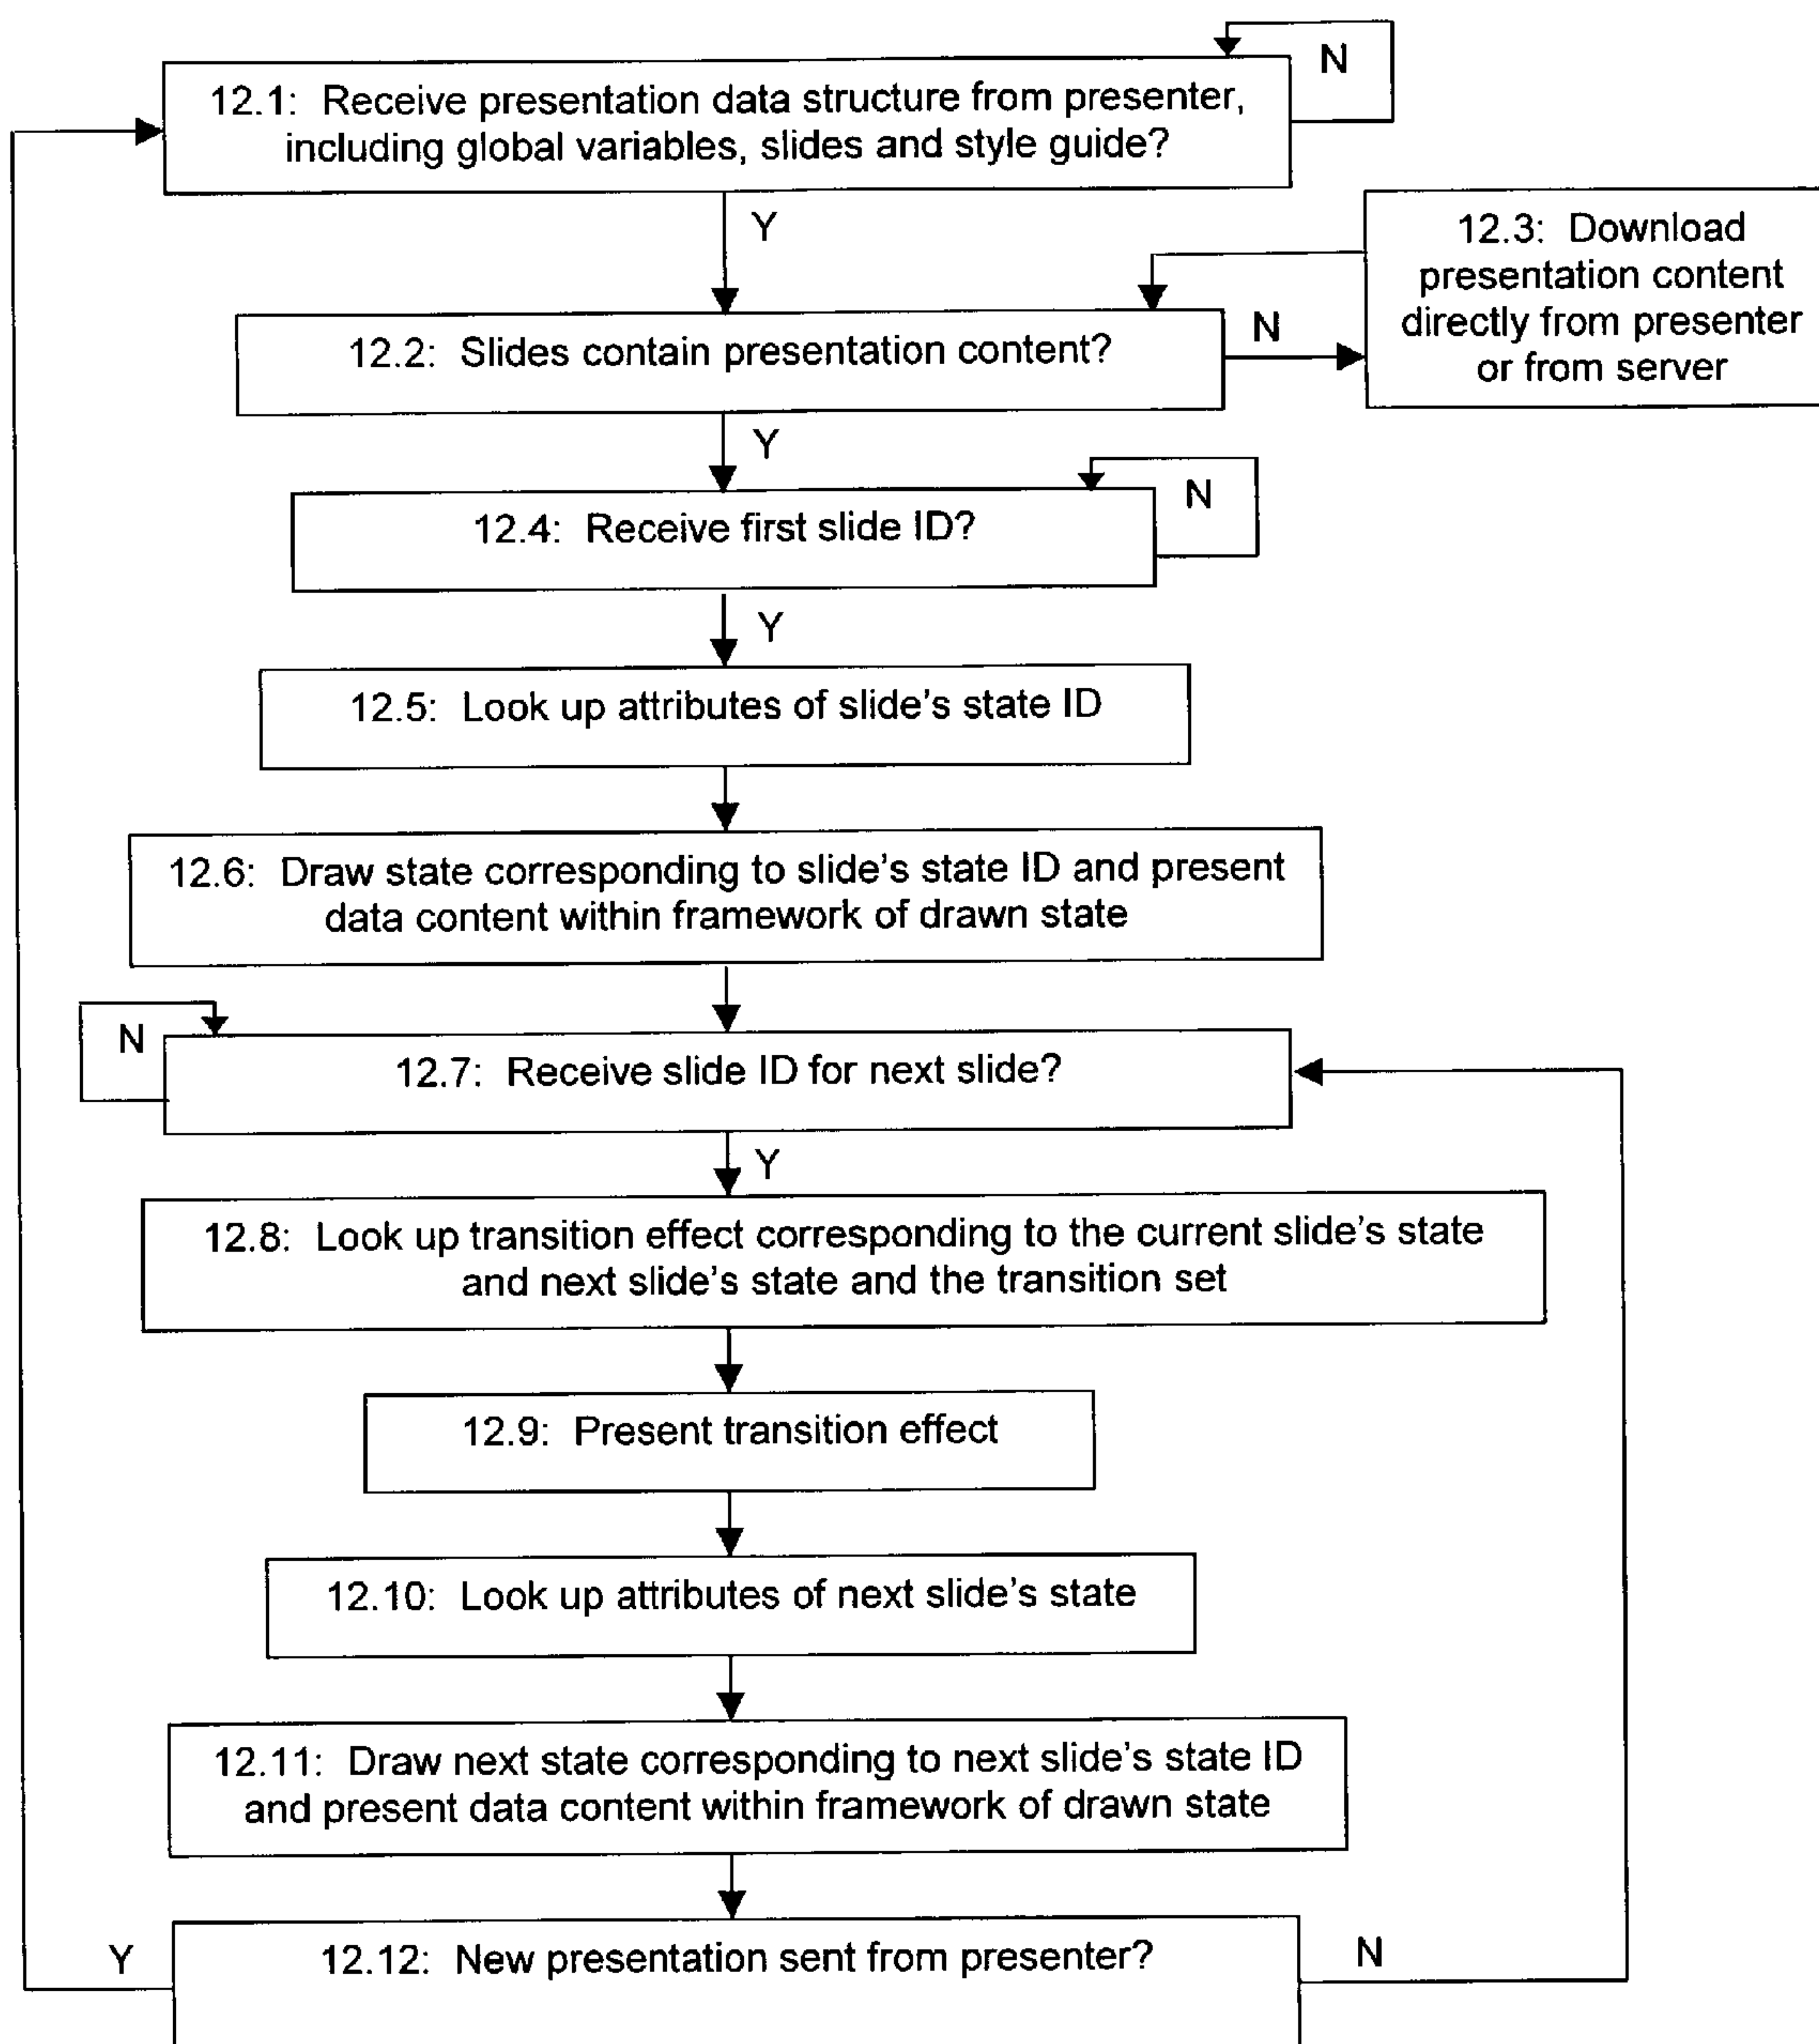 N
12.1: Receive presentation data structure from presenter,
including global variables, slides and style guide?
Y
12.3: Download
presentation content
directly from presenter
or from server
12.2: Slides contain presentation content?
N
Y
12.4: Receive first slide ID?
N
Y
12.5: Look up attributes of slide's state ID
12.6: Draw state corresponding to slide's state ID and present
data content within framework of drawn state
N
12.7: Receive slide ID for next slide?
Y
12.8: Look up transition effect corresponding to the current slide's state
and next slide's state and the transition set
12.9: Present transition effect
12.10: Look up attributes of next slide's state
12.11: Draw next state corresponding to next slide's state ID
and present data content within framework of drawn state
Y
12.12: New presentation sent from presenter?
N